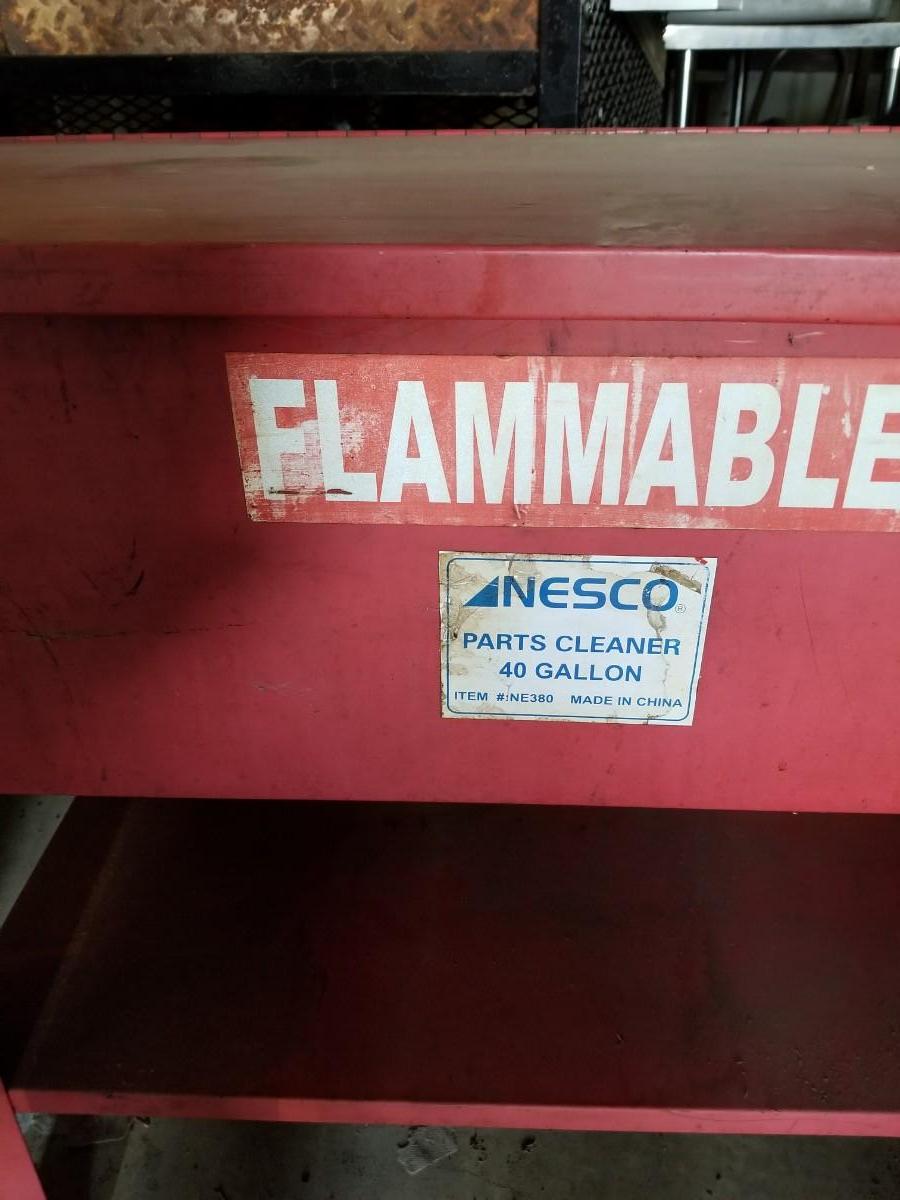 FLAMMABLE
NESCO®
PARTS CLEANER
40 GALLON
ITEM #:NE380 MADE IN CHINA